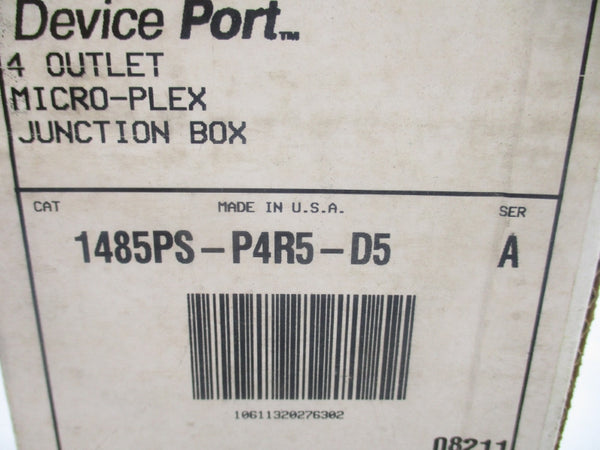 Device Port™
4 OUTLET
MICRO-PLEX
JUNCTION BOX
CAT MADE IN U.S.A. SER
1485PS-P4R5-D5 A
10611320276302
08211